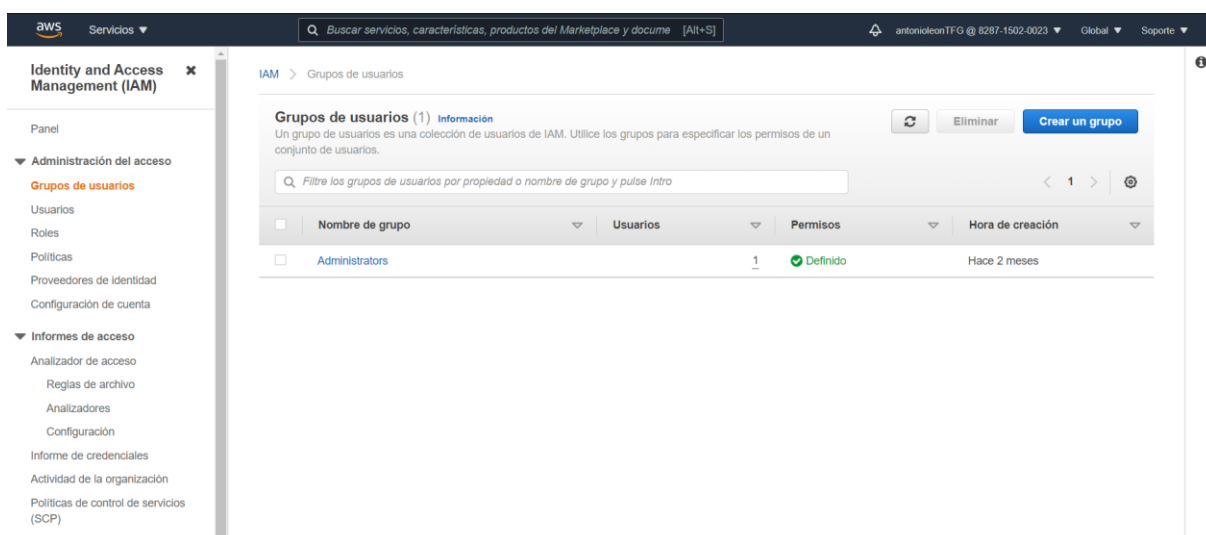 aws
Servicios
Buscar servicios, características, productos del Marketplace y docume [Alt+S]
antonioleonTFG @ 8287-1502-0023
Global
Soporte
Identity and Access
Management (IAM)
Panel
Administración del acceso
Grupos de usuarios
Usuarios
Roles
Políticas
Proveedores de identidad
Configuración de cuenta
Informes de acceso
Analizador de acceso
Reglas de archivo
Analizadores
Configuración
Informe de credenciales
Actividad de la organización
Políticas de control de servicios
(SCP)
IAM > Grupos de usuarios
Grupos de usuarios (1) Información
Un grupo de usuarios es una colección de usuarios de IAM. Utilice los grupos para especificar los permisos de un
conjunto de usuarios.
Eliminar
Crear un grupo
Filtre los grupos de usuarios por propiedad o nombre de grupo y pulse Intro
< 1 >
Nombre de grupo Usuarios Permisos Hora de creación
Administrators 1 Definido Hace 2 meses